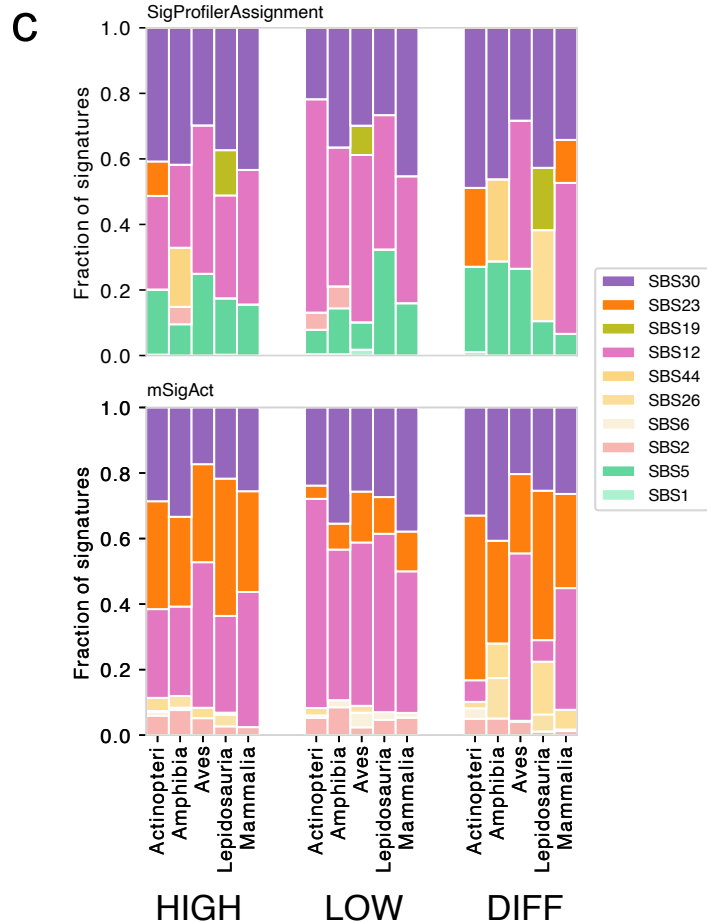 C
SigProfilerAssignment
Fraction of signatures
1.0
0.8
0.6
0.4
0.2
0.0
mSigAct
Fraction of signatures
1.0
0.8
0.6
0.4
0.2
0.0
Actinopteri
Amphibia
Aves
Lepidosauria
Mammalia
Actinopteri
Amphibia
Aves
Lepidosauria
Mammalia
Actinopteri
Amphibia
Aves
Lepidosauria
Mammalia
HIGH LOW DIFF
SBS30
SBS23
SBS19
SBS12
SBS44
SBS26
SBS6
SBS2
SBS5
SBS1